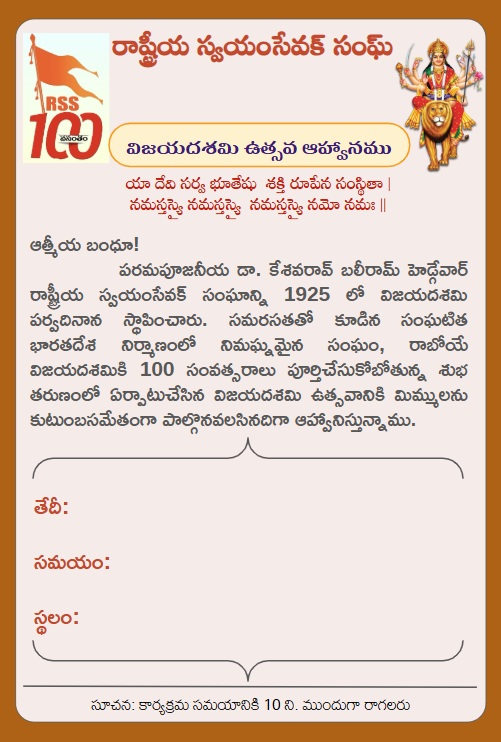 రాష్ట్రీయ స్వయంసేవక్ సంఘ్
RSS
100
వసంతం
విజయదశమి ఉత్సవ ఆహ్వానము
యా దేవి సర్వ భూతేషు శక్తి రూపేన సంస్థితా |
నమస్తస్యై నమస్తస్యై నమస్తస్యై నమో నమః ||
ఆత్మీయ బంధూ!
పరమపూజనీయ డా. కేశవరావ్ బలీరామ్ హెడ్గేవార్
రాష్ట్రీయ స్వయంసేవక్ సంఘాన్ని 1925 లో విజయదశమి
పర్వదినాన స్థాపించారు. సమరసతతో కూడిన సంఘటిత
భారతదేశ నిర్మాణంలో నిమఘ్నమైన సంఘం, రాబోయే
విజయదశమికి 100 సంవత్సరాలు పూర్తిచేసుకోబోతున్న శుభ
తరుణంలో ఏర్పాటుచేసిన విజయదశమి ఉత్సవానికి మిమ్ములను
కుటుంబసమేతంగా పాల్గొనవలసినదిగా ఆహ్వానిస్తున్నాము.
తేదీ:
సమయం:
స్థలం:
సూచన: కార్యక్రమ సమయానికి 10 ని. ముందుగా రాగలరు